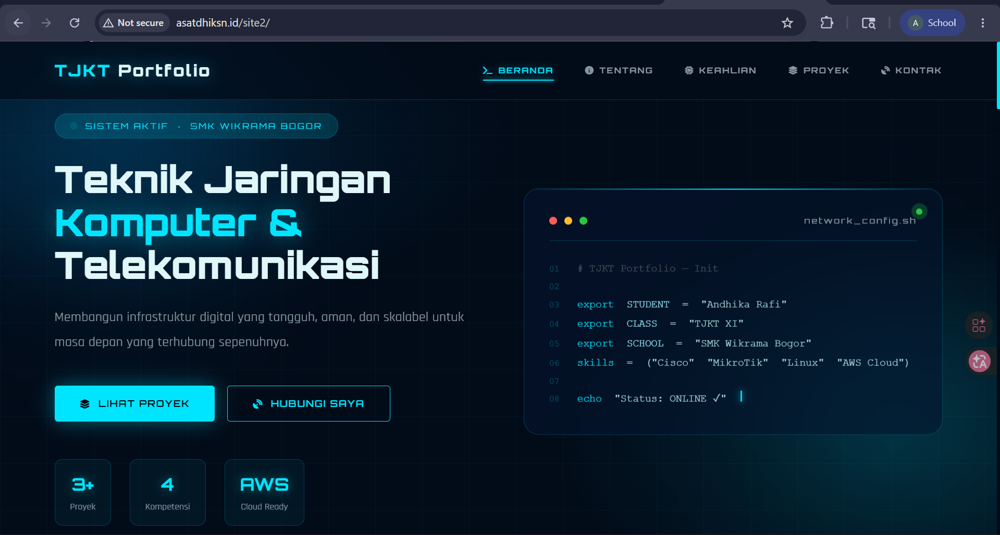 Not secure
asatdhiksn.id/site2/
A School
TJKT Portfolio
BERANDA
TENTANG
KEAHLIAN
PROYEK
KONTAK
SISTEM AKTIF · SMK WIKRAMA BOGOR
Teknik Jaringan
Komputer &
Telekomunikasi
Membangun infrastruktur digital yang tangguh, aman, dan skalabel untuk
masa depan yang terhubung sepenuhnya.
LIHAT PROYEK
HUBUNGI SAYA
3+
Proyek
4
Kompetensi
AWS
Cloud Ready
network_config.sh
01 # TJKT Portfolio — Init
02
03 export STUDENT = "Andhika Rafi"
04 export CLASS = "TJKT XI"
05 export SCHOOL = "SMK Wikrama Bogor"
06 skills = ("Cisco" "MikroTik" "Linux" "AWS Cloud")
07
08 echo "Status: ONLINE ✓"